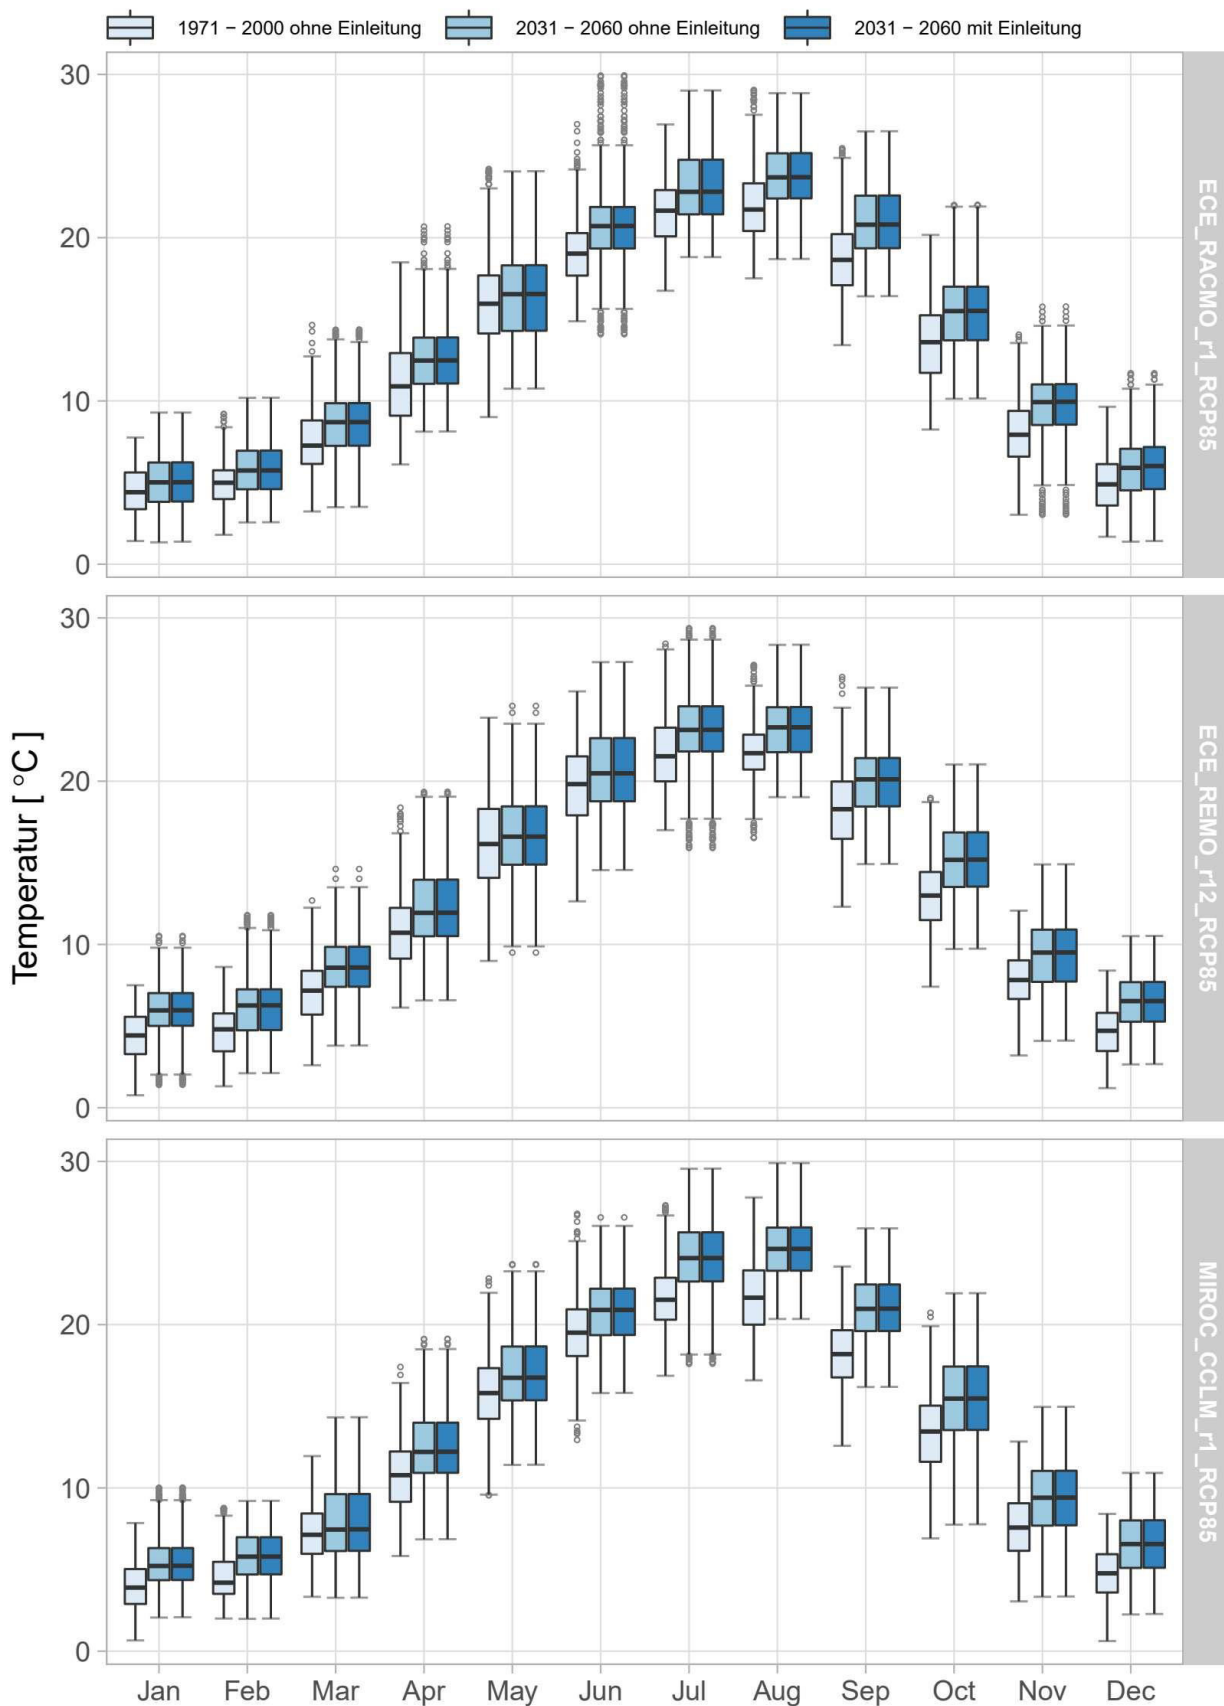 1971 − 2000 ohne Einleitung 2031 − 2060 ohne Einleitung 2031 − 2060 mit Einleitung
30
20
10
0
ECE_RACMO_r1_RCP85
30
20
10
0
ECE_REMO_r12_RCP85
Temperatur [ °C ]
30
20
10
0
MIROC_CCLM_r1_RCP85
Jan Feb Mar Apr May Jun Jul Aug Sep Oct Nov Dec